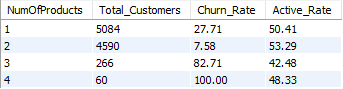 NumOfProducts Total_Customers Churn_Rate Active_Rate
1 5084 27.71 50.41
2 4590 7.58 53.29
3 266 82.71 42.48
4 60 100.00 48.33